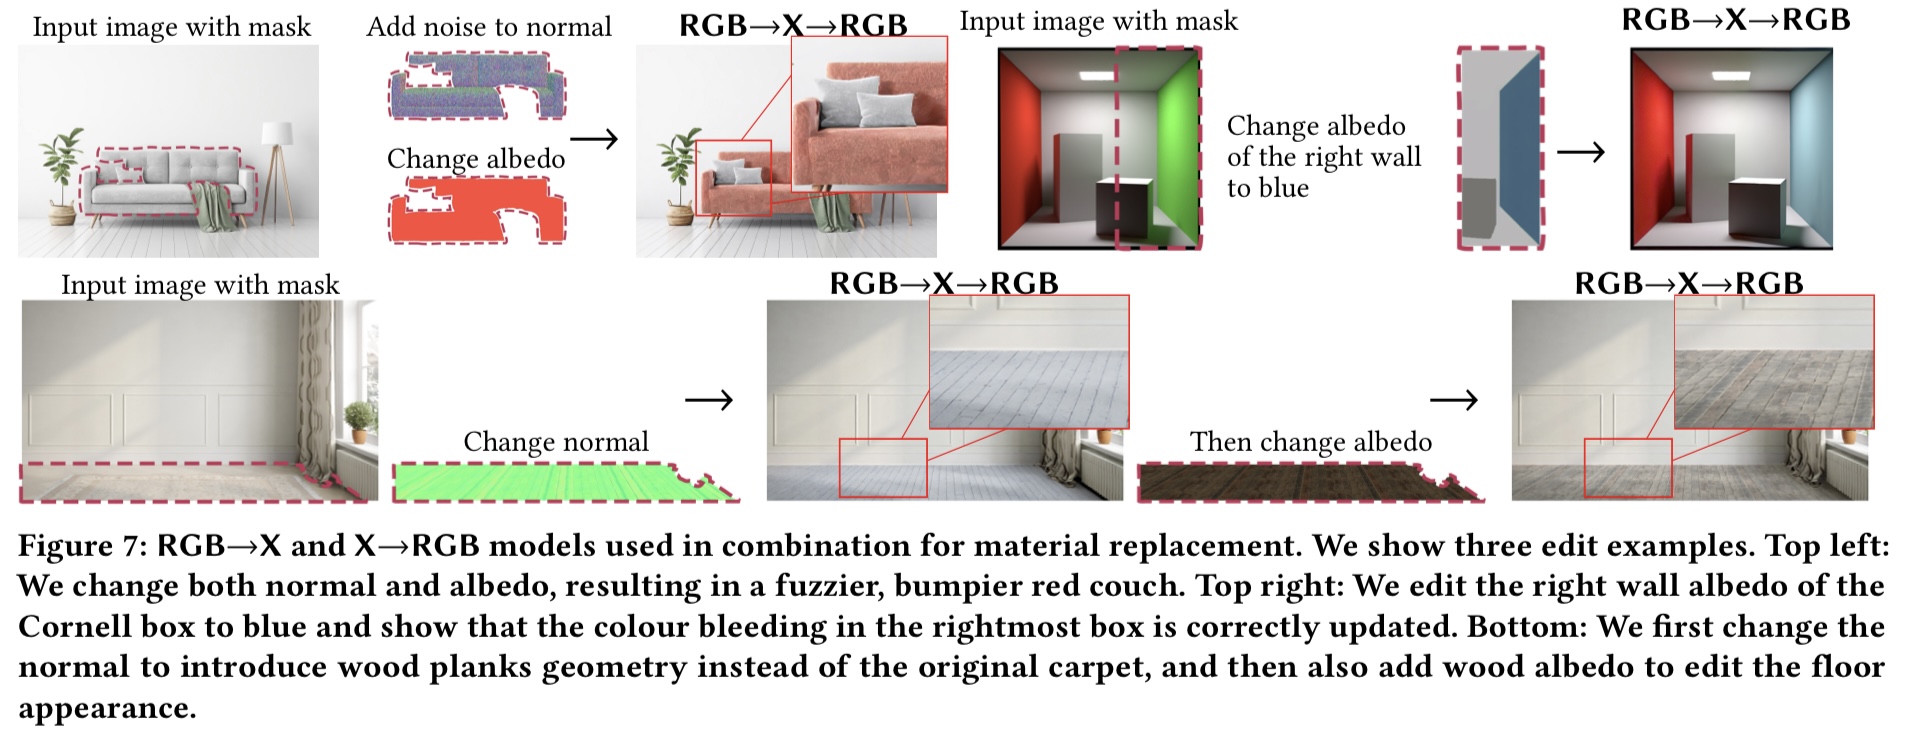 Input image with mask
Add noise to normal
RGB→X→RGB
Change albedo
Input image with mask
RGB→X→RGB
Change albedo
of the right wall
to blue
Input image with mask
Change normal
RGB→X→RGB
Then change albedo
RGB→X→RGB
Figure 7: RGB→X and X→RGB models used in combination for material replacement. We show three edit examples. Top left:
We change both normal and albedo, resulting in a fuzzier, bumpier red couch. Top right: We edit the right wall albedo of the
Cornell box to blue and show that the colour bleeding in the rightmost box is correctly updated. Bottom: We first change the
normal to introduce wood planks geometry instead of the original carpet, and then also add wood albedo to edit the floor
appearance.